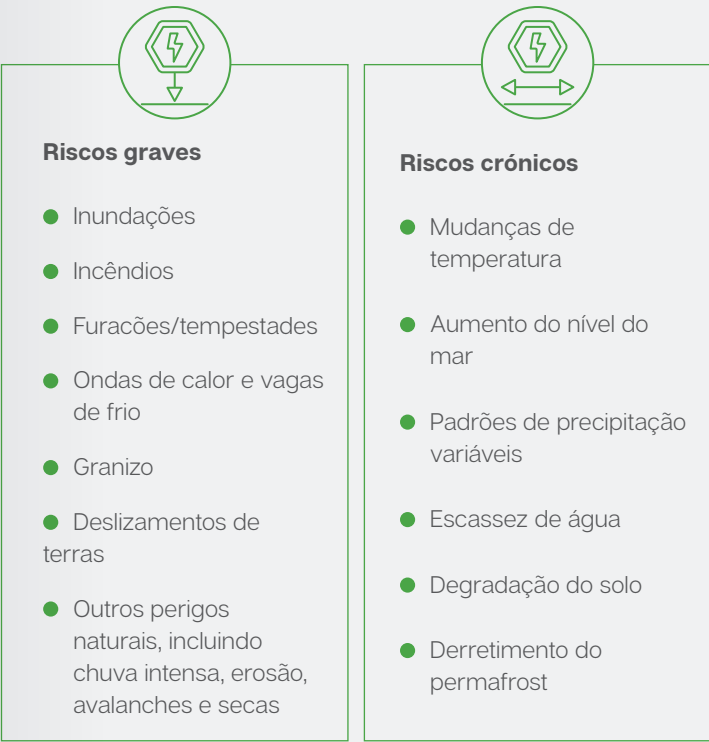 Riscos graves
Inundações
Incêndios
Furacões/tempestades
Ondas de calor e vagas
de frio
Granizo
Deslizamentos de
terras
Outros perigos
naturais, incluindo
chuva intensa, erosão,
avalanches e secas
Riscos crónicos
Mudanças de
temperatura
Aumento do nível do
mar
Padrões de precipitação
variáveis
Escassez de água
Degradação do solo
Derretimento do
permafrost